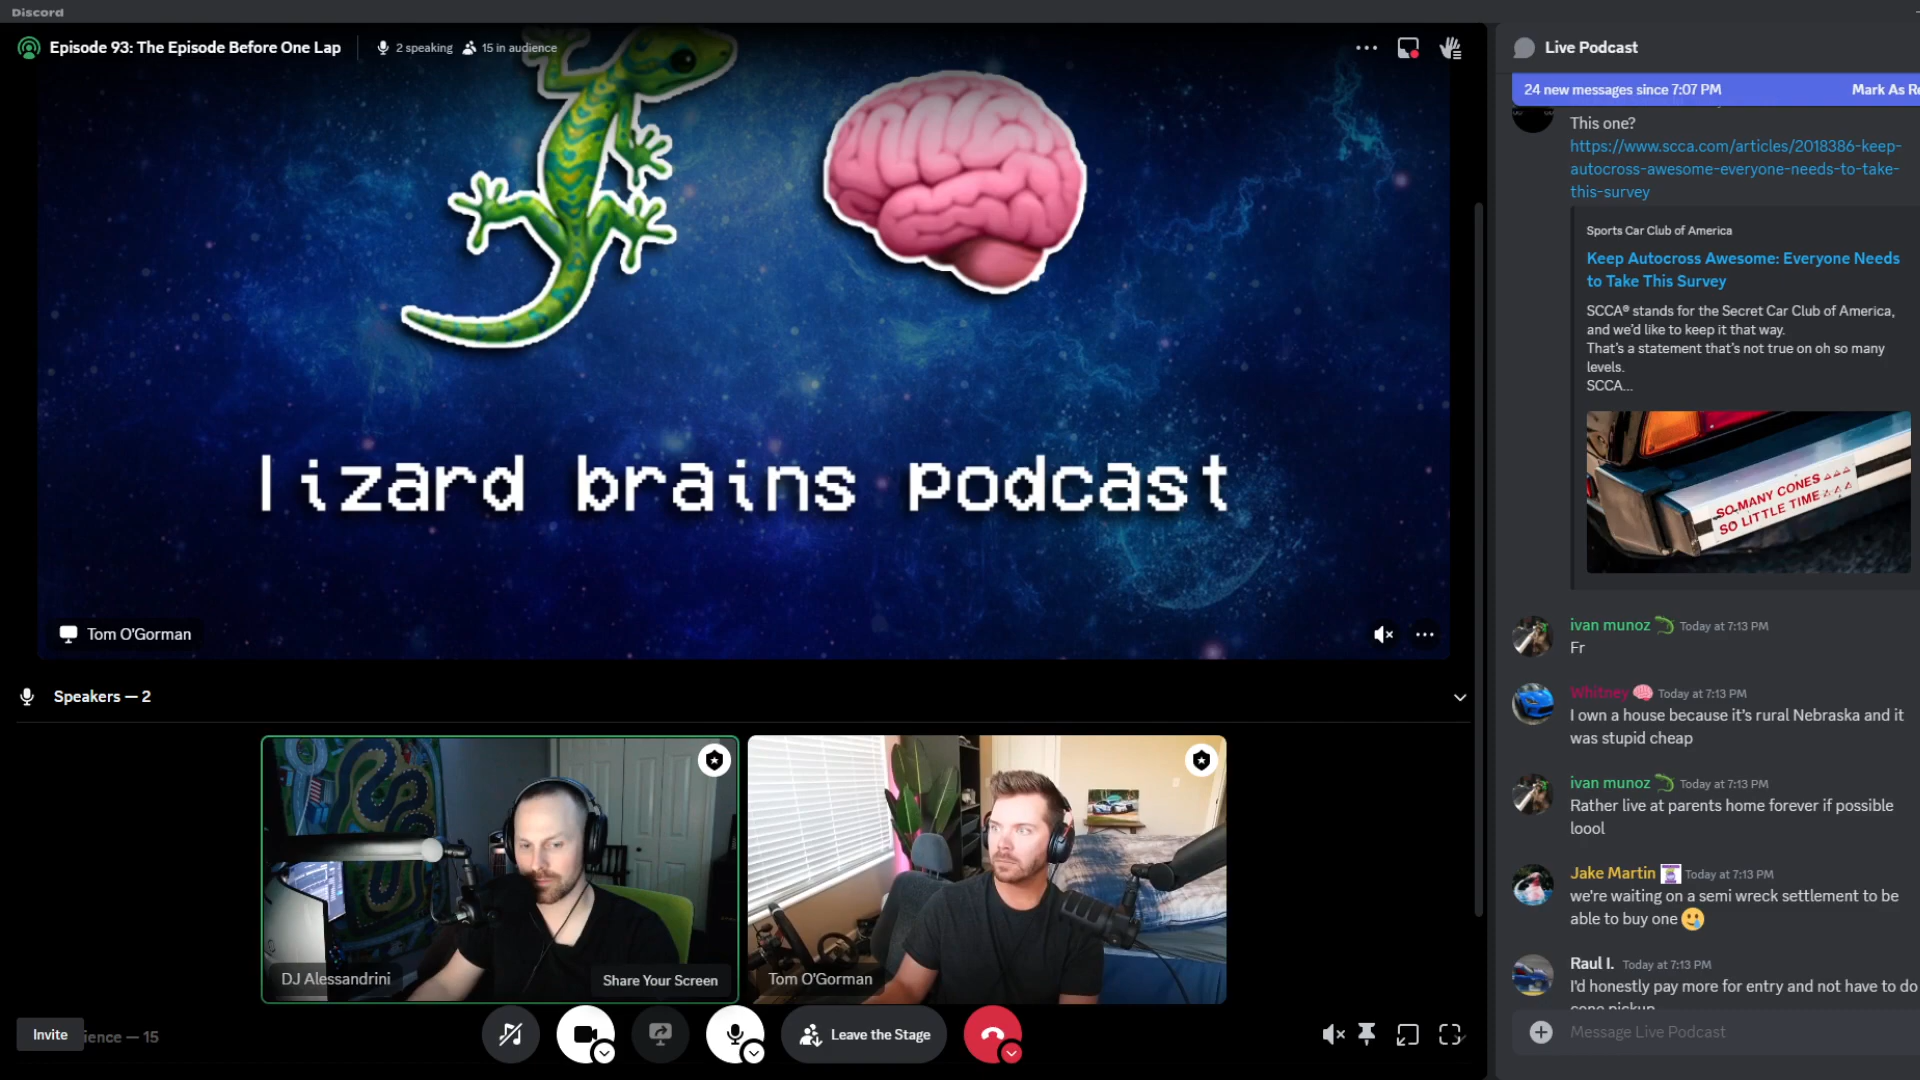 Discord
Episode 93: The Episode Before One Lap
2 speaking
15 in audience
lizard brains podcast
Tom O'Gorman
Speakers — 2
DJ Alessandrini
Share Your Screen
Tom O'Gorman
Invite
ience — 15
Leave the Stage
Live Podcast
24 new messages since 7:07 PM
Mark As Re
This one?
https://www.scca.com/articles/2018386-keep-
autocross-awesome-everyone-needs-to-take-
this-survey
Sports Car Club of America
Keep Autocross Awesome: Everyone Needs
to Take This Survey
SCCA® stands for the Secret Car Club of America,
and we'd like to keep it that way.
That's a statement that's not true on oh so many
levels.
SCCA...
SO MANY CONES
SO LITTLE TIME
ivan munoz Today at 7:13 PM
Fr
Whitney Today at 7:13 PM
I own a house because it's rural Nebraska and it
was stupid cheap
ivan munoz Today at 7:13 PM
Rather live at parents home forever if possible
loool
Jake Martin Today at 7:13 PM
we're waiting on a semi wreck settlement to be
able to buy one
Raul I. Today at 7:13 PM
I'd honestly pay more for entry and not have to do
cone pickup
Message Live Podcast